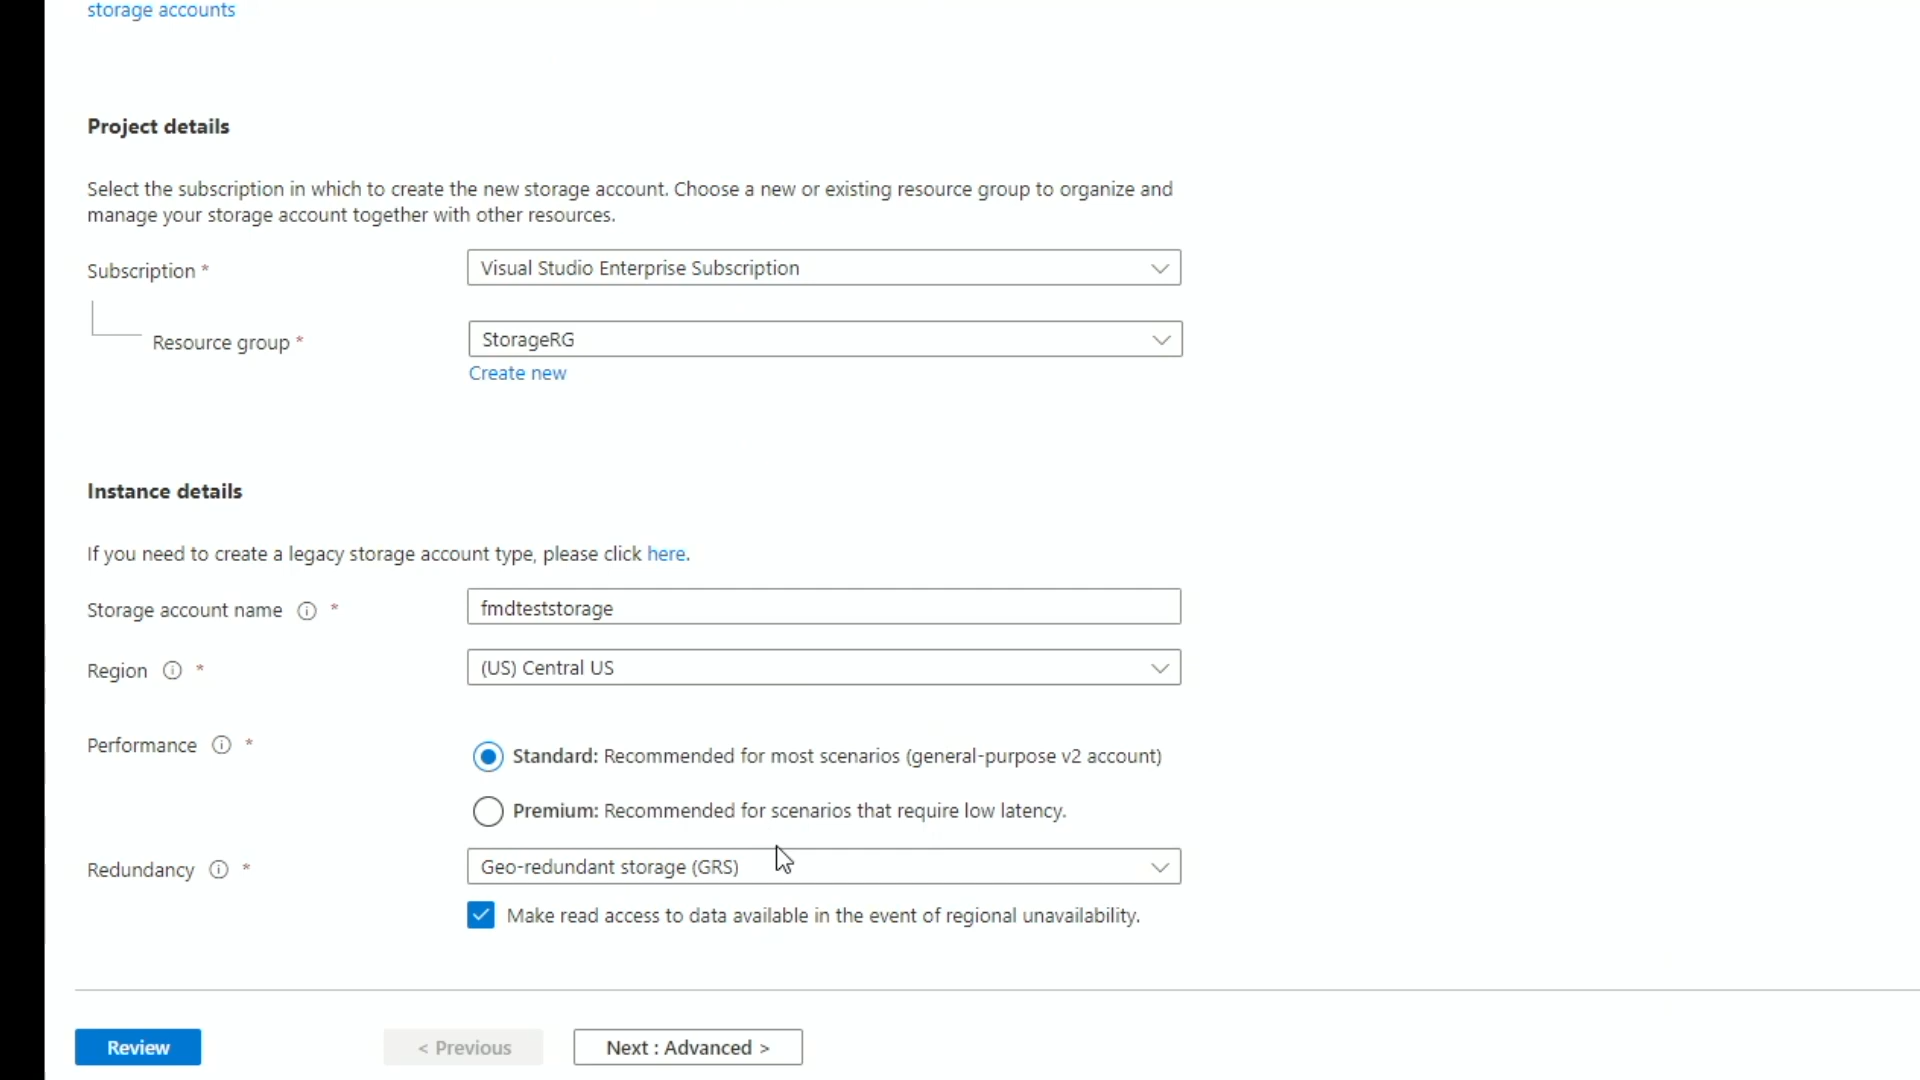 storage accounts
Project details
Select the subscription in which to create the new storage account. Choose a new or existing resource group to organize and
manage your storage account together with other resources.
Subscription *
Visual Studio Enterprise Subscription
Resource group *
StorageRG
Create new
Instance details
If you need to create a legacy storage account type, please click here.
Storage account name *
fmdteststorage
Region *
(US) Central US
Performance *
Standard: Recommended for most scenarios (general-purpose v2 account)
Premium: Recommended for scenarios that require low latency.
Redundancy *
Geo-redundant storage (GRS)
Make read access to data available in the event of regional unavailability.
Review
< Previous
Next : Advanced >